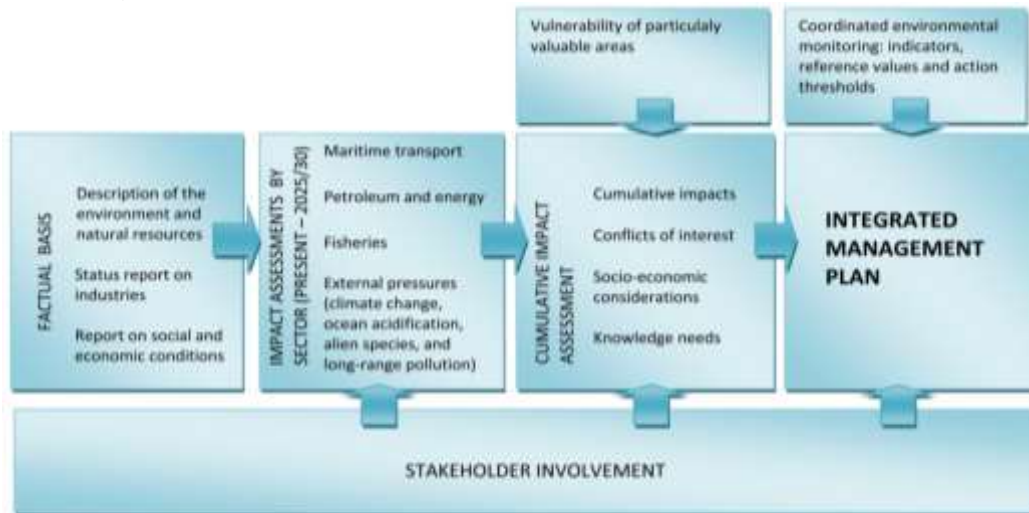 Vulnerability of particulaly
valuable areas
Coordinated environmental
monitoring: indicators,
reference values and action
thresholds
FACTUAL BASIS
Description of the
environment and
natural resources
Status report on
industries
Report on social and
economic conditions
IMPACT ASSESSMENTS BY
SECTOR (PRESENT – 2025/30)
Maritime transport
Petroleum and energy
Fisheries
External pressures
(climate change,
ocean acidification,
alien species, and
long-range pollution)
CUMULATIVE IMPACT
ASSESSMENT
Cumulative impacts
Conflicts of interest
Socio-economic
considerations
Knowledge needs
INTEGRATED
MANAGEMENT
PLAN
STAKEHOLDER INVOLVEMENT